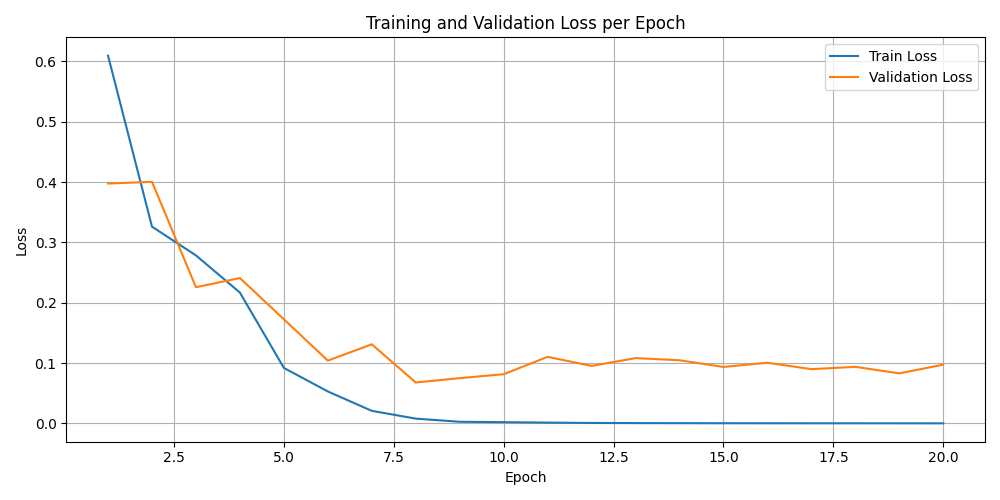 Training and Validation Loss per Epoch
Train Loss
Validation Loss
Loss
0.6
0.5
0.4
0.3
0.2
0.1
0.0
2.5 5.0 7.5 10.0 12.5 15.0 17.5 20.0
Epoch